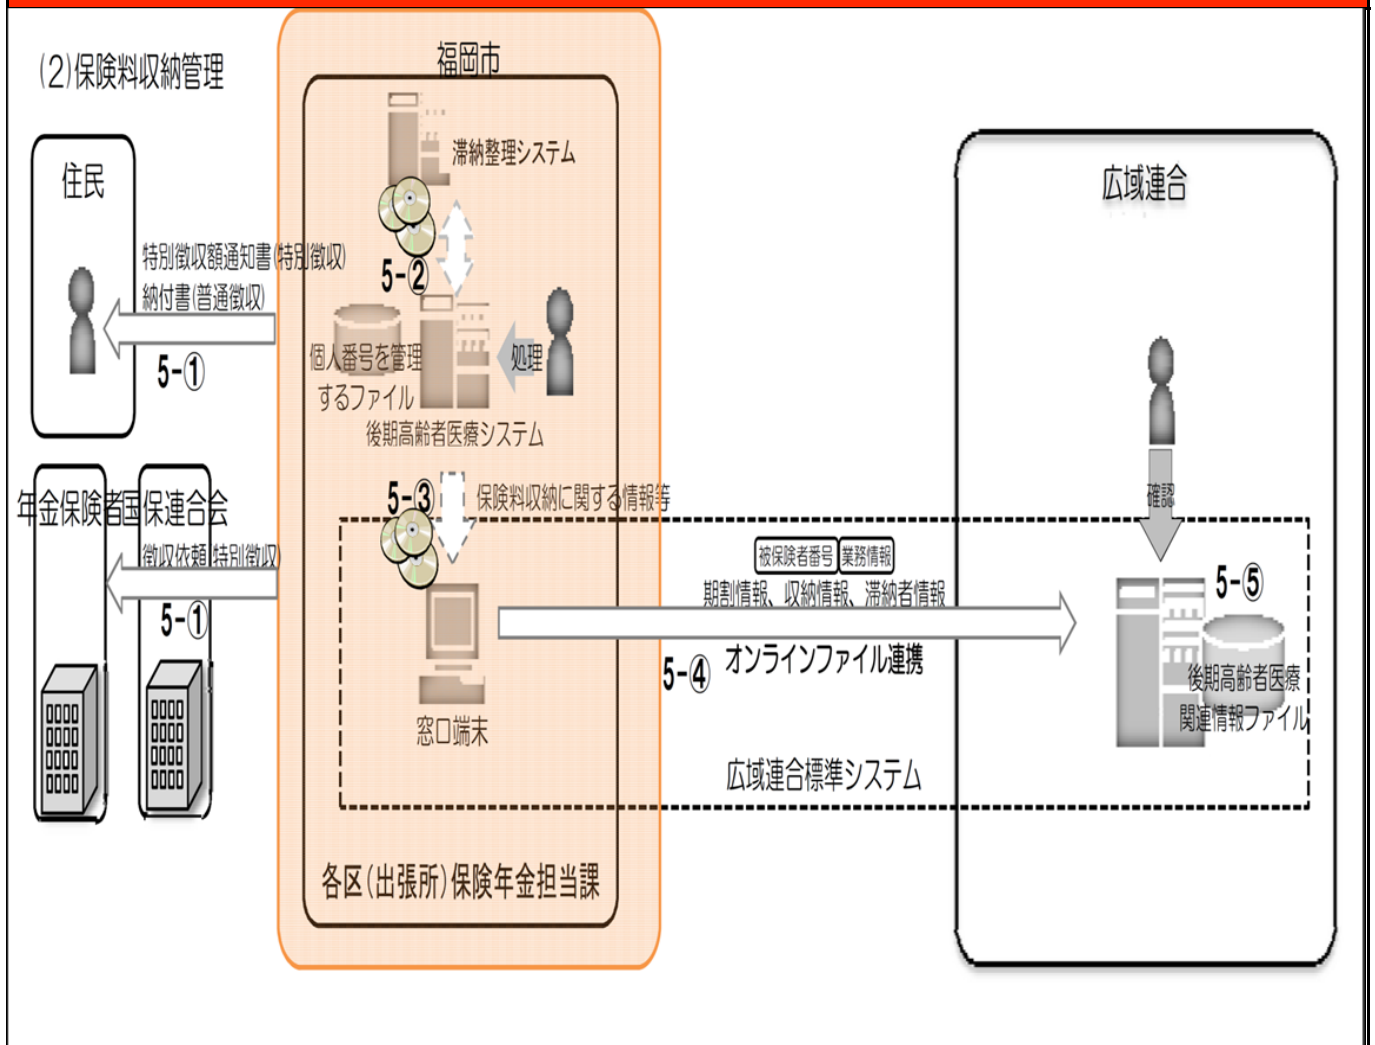 (2)保険料収納管理
福岡市
滞納整理システム
住民
広域連合
特別徴収額通知書(特別徴収)
納付書(普通徴収)
5-①
5-②
個人番号を管理
するファイル
処理
後期高齢者医療システム
5-③
保険料収納に関する情報等
年金保険者
国保連合会
徴収依頼(特別徴収)
5-①
確認
被保険者番号
業務情報
期割情報、収納情報、滞納者情報
5-④
オンラインファイル連携
5-⑤
後期高齢者医療
関連情報ファイル
窓口端末
広域連合標準システム
各区(出張所)保険年金担当課